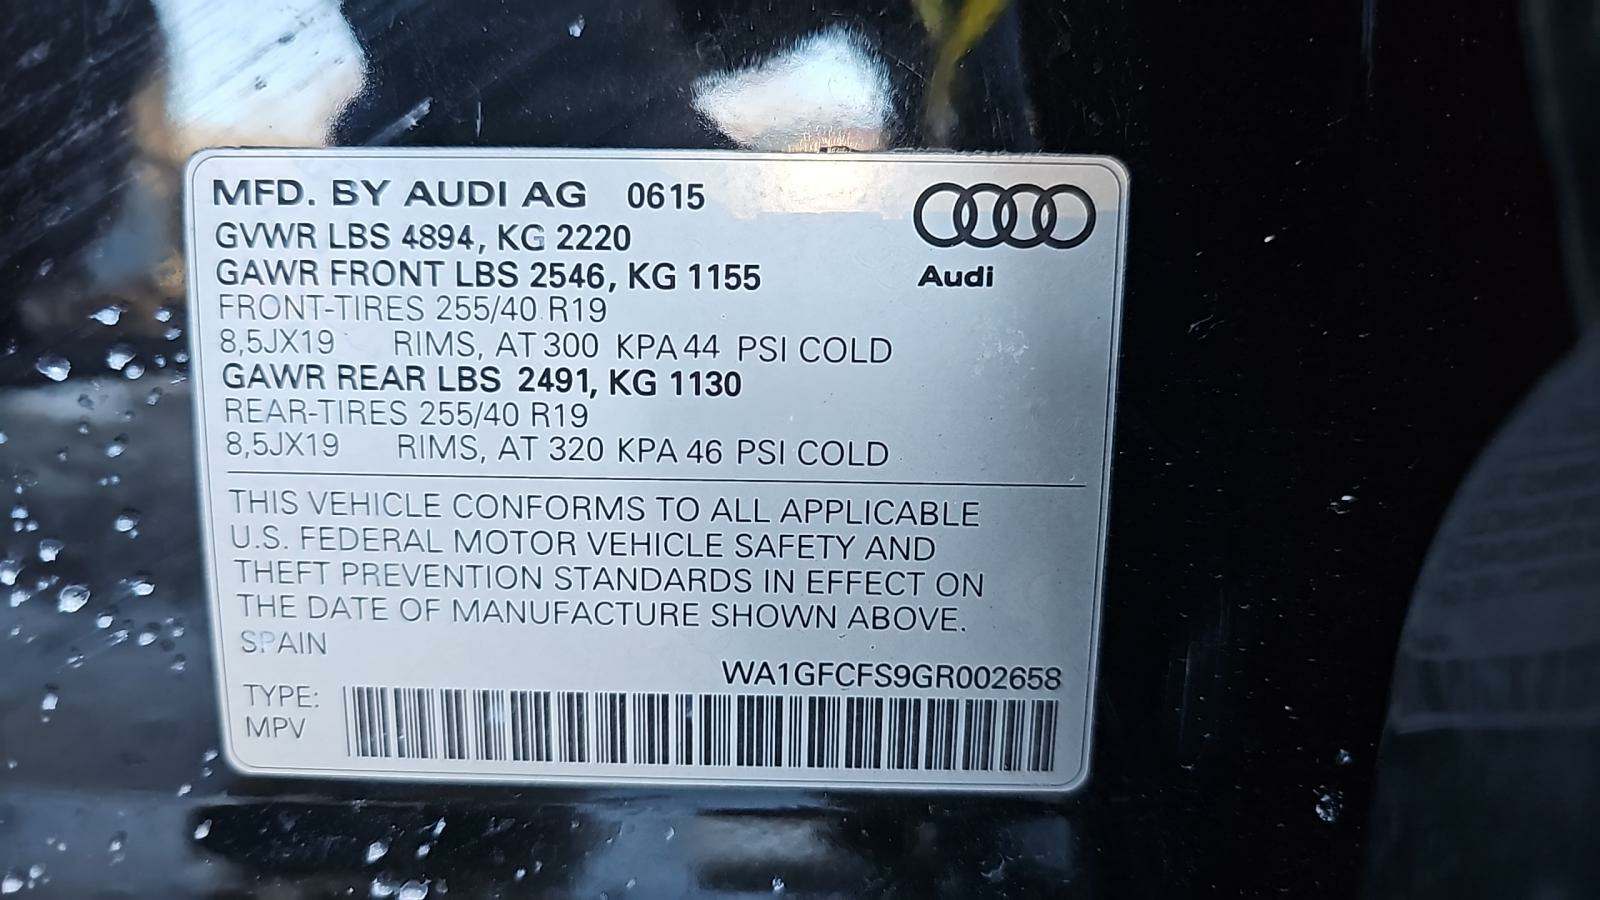 MFD. BY AUDI AG 0615
GVWR LBS 4894, KG 2220
GAWR FRONT LBS 2546, KG 1155
Audi
FRONT-TIRES 255/40 R19
8,5JX19 RIMS, AT 300 KPA 44 PSI COLD
GAWR REAR LBS 2491, KG 1130
REAR-TIRES 255/40 R19
8,5JX19 RIMS, AT 320 KPA 46 PSI COLD
THIS VEHICLE CONFORMS TO ALL APPLICABLE
U.S. FEDERAL MOTOR VEHICLE SAFETY AND
THEFT PREVENTION STANDARDS IN EFFECT ON
THE DATE OF MANUFACTURE SHOWN ABOVE.
SPAIN
WA1GFCFS9GR002658
TYPE:
MPV